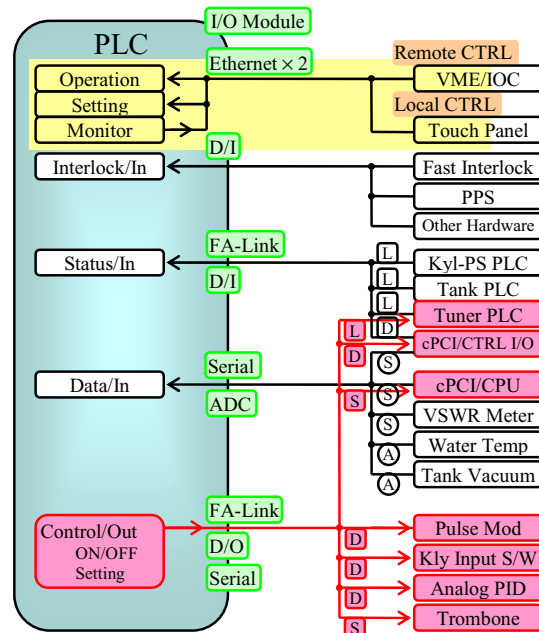 I/O Module
PLC
Remote CTRL
Ethernet × 2
Operation
VME/IOC
Setting
Local CTRL
Monitor
Touch Panel
D/I
Interlock/In
Fast Interlock
PPS
Other Hardware
FA-Link
L
Status/In
Kyl-PS PLC
D/I
L
Tank PLC
L
Tuner PLC
L
D
cPCI/CTRL I/O
D
S
Serial
Data/In
cPCI/CPU
S
S
ADC
VSWR Meter
S
Water Temp
A
Tank Vacuum
A
FA-Link
Control/Out
Pulse Mod
ON/OFF
D/O
D
Kly Input S/W
Setting
D
Serial
Analog PID
D
Trombone
S